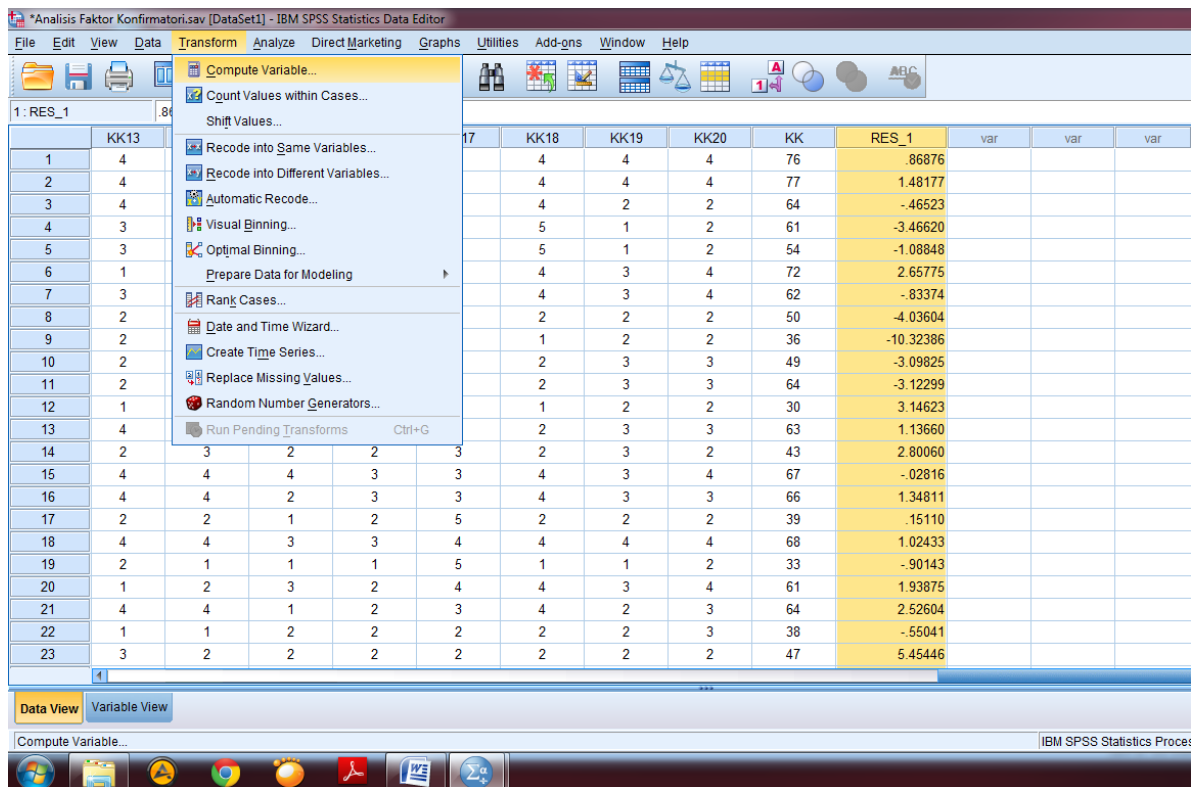 *Analisis Faktor Konfirmatori.sav [DataSet1] - IBM SPSS Statistics Data Editor
File Edit View Data Transform Analyze Direct Marketing Graphs Utilities Add-ons Window Help
Compute Variable...
Count Values within Cases...
Shift Values...
Recode into Same Variables...
Recode into Different Variables...
Automatic Recode...
Visual Binning...
Optimal Binning...
Prepare Data for Modeling
Rank Cases...
Date and Time Wizard...
Create Time Series...
Replace Missing Values...
Random Number Generators...
Run Pending Transforms Ctrl+G
1 : RES_1 .86
KK13 17 KK18 KK19 KK20 KK RES_1 var var var
1 4 4 4 4 76 .86876
2 4 4 4 4 77 1.48177
3 4 4 2 2 64 -.46523
4 3 5 1 2 61 -3.46620
5 3 5 1 2 54 -1.08848
6 1 4 3 4 72 2.65775
7 3 4 3 4 62 -.83374
8 2 2 2 2 50 -4.03604
9 2 1 2 2 36 -10.32386
10 2 2 3 3 49 -3.09825
11 2 2 3 3 64 -3.12299
12 1 1 2 2 30 3.14623
13 4 2 3 3 63 1.13660
14 2 3 2 2 3 2 3 2 43 2.80060
15 4 4 4 3 3 4 3 4 67 -.02816
16 4 4 2 3 3 4 3 3 66 1.34811
17 2 2 1 2 5 2 2 2 39 .15110
18 4 4 3 3 4 4 4 4 68 1.02433
19 2 1 1 1 5 1 1 2 33 -.90143
20 1 2 3 2 4 4 3 4 61 1.93875
21 4 4 1 2 3 4 2 3 64 2.52604
22 1 1 2 2 2 2 2 3 38 -.55041
23 3 2 2 2 2 2 2 2 47 5.45446
Data View Variable View
Compute Variable... IBM SPSS Statistics Proces